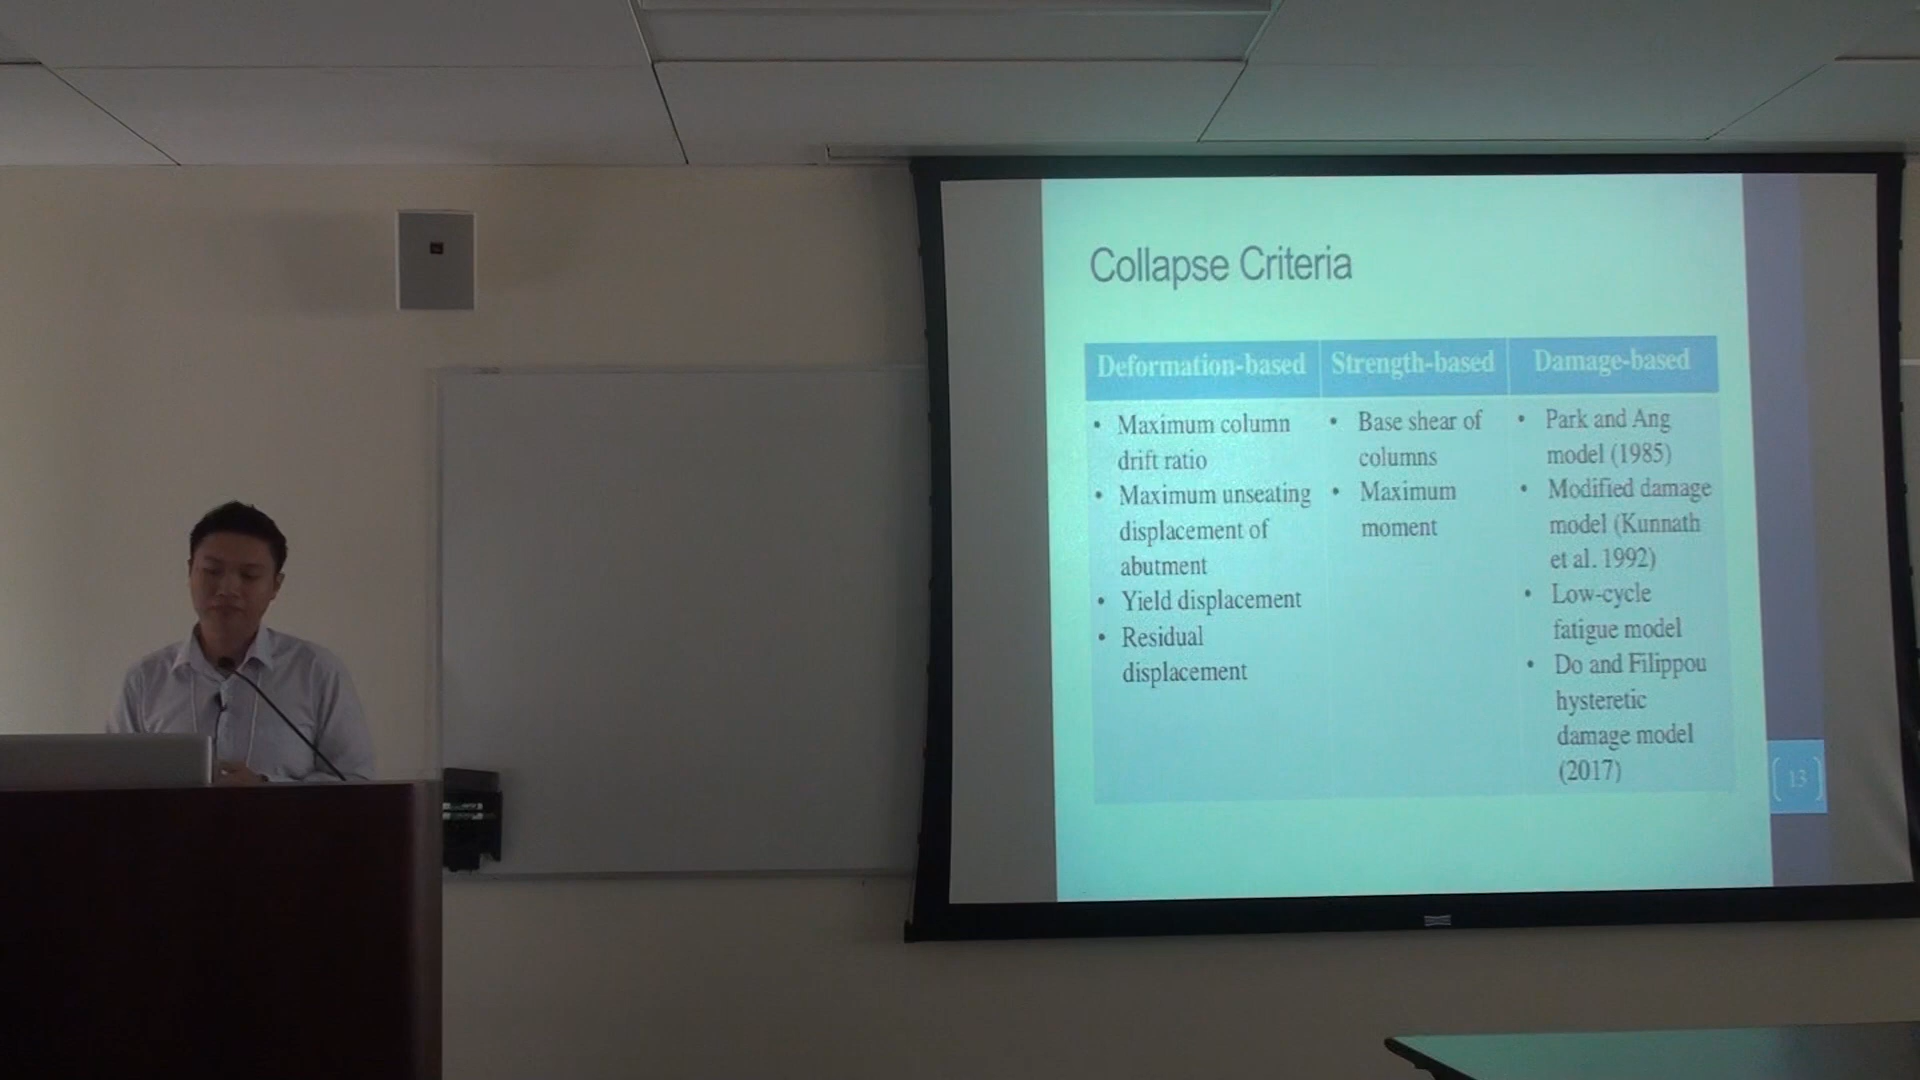 Collapse Criteria
Deformation-based
Strength-based
Damage-based
• Maximum column
drift ratio
• Maximum unseating
displacement of
abutment
• Yield displacement
• Residual
displacement
• Base shear of
columns
• Maximum
moment
• Park and Ang
model (1985)
• Modified damage
model (Kunnath
et al. 1992)
• Low-cycle
fatigue model
• Do and Filippou
hysteretic
damage model
(2017)
13